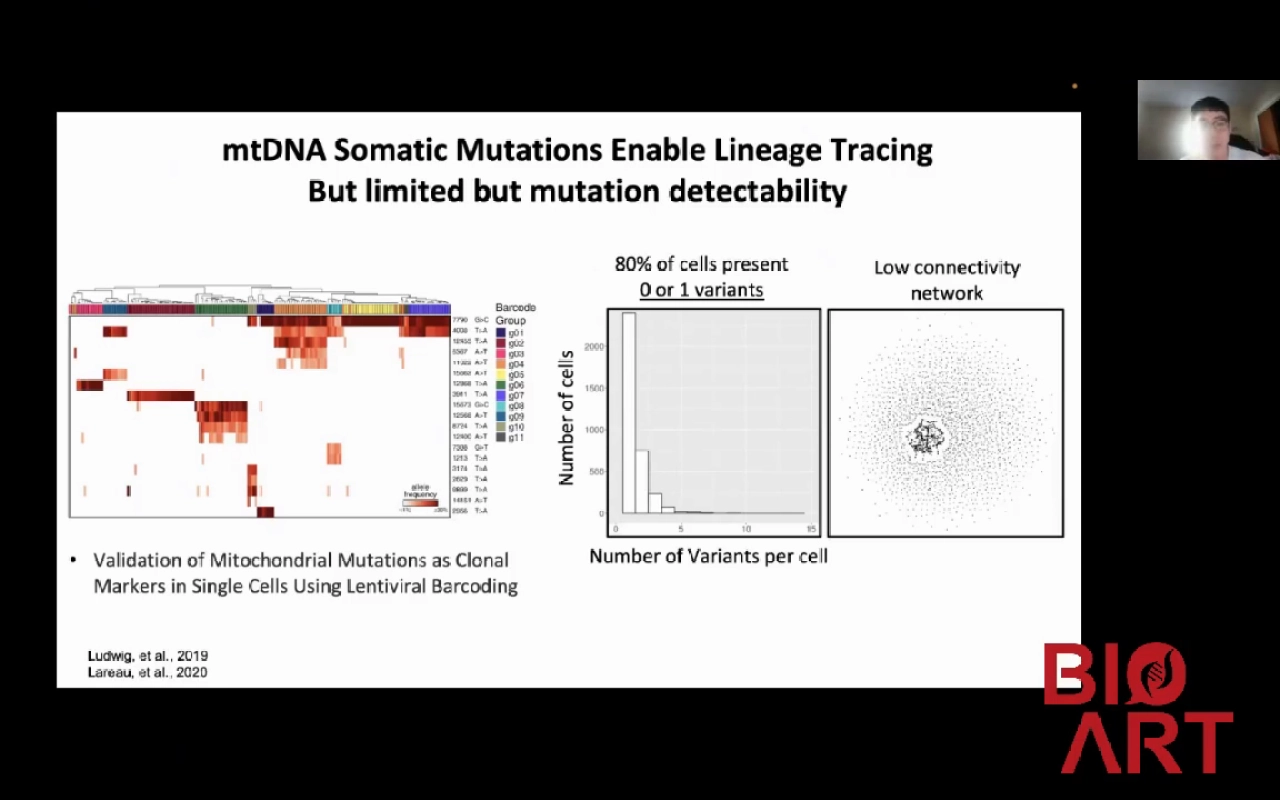 mtDNA Somatic Mutations Enable Lineage Tracing
But limited but mutation detectability
80% of cells present
0 or 1 variants
Low connectivity
network
Barcode
Group
g01
g02
g03
g04
g05
g06
g07
g08
g09
g10
g11
allele
frequency
Number of cells
2000
1500
1000
500
0
0 5 10 15
Number of Variants per cell
• Validation of Mitochondrial Mutations as Clonal
Markers in Single Cells Using Lentiviral Barcoding
Ludwig, et al., 2019
Lareau, et al., 2020
BIO
ART